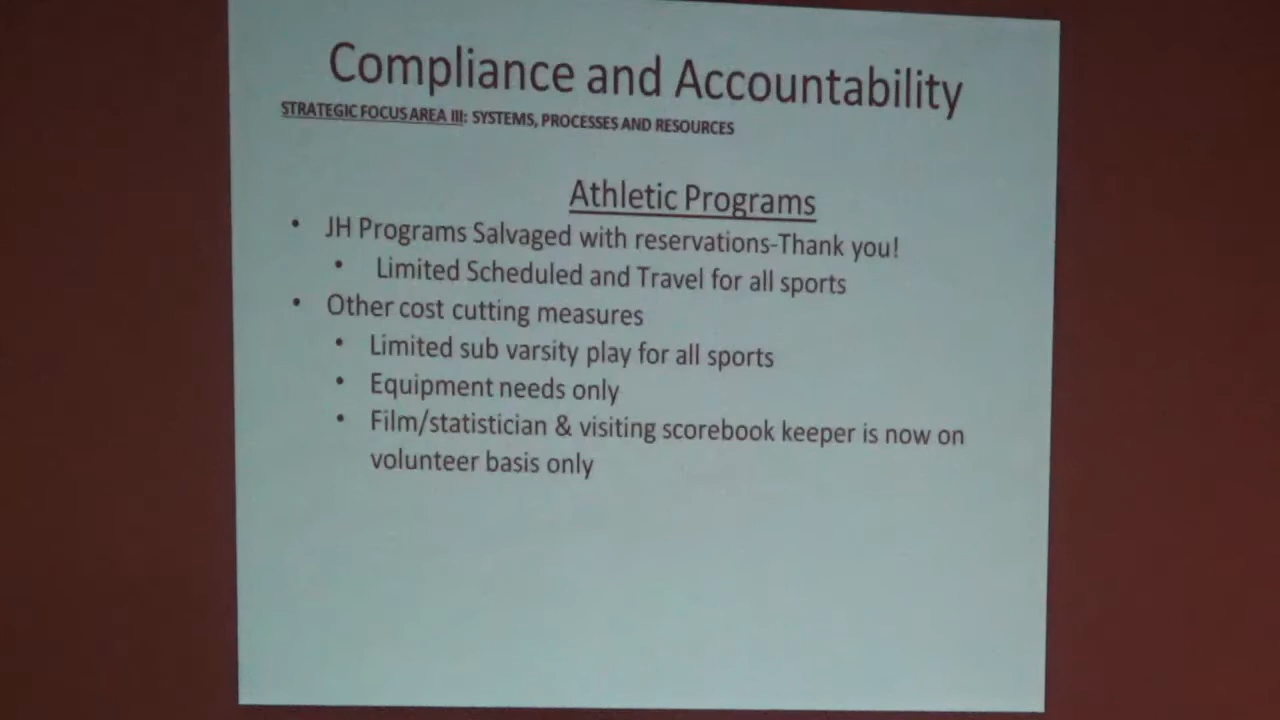 Compliance and Accountability
STRATEGIC FOCUS AREA III: SYSTEMS, PROCESSES AND RESOURCES
Athletic Programs
• JH Programs Salvaged with reservations-Thank you!
• Limited Scheduled and Travel for all sports
• Other cost cutting measures
• Limited sub varsity play for all sports
• Equipment needs only
• Film/statistician & visiting scorebook keeper is now on
volunteer basis only